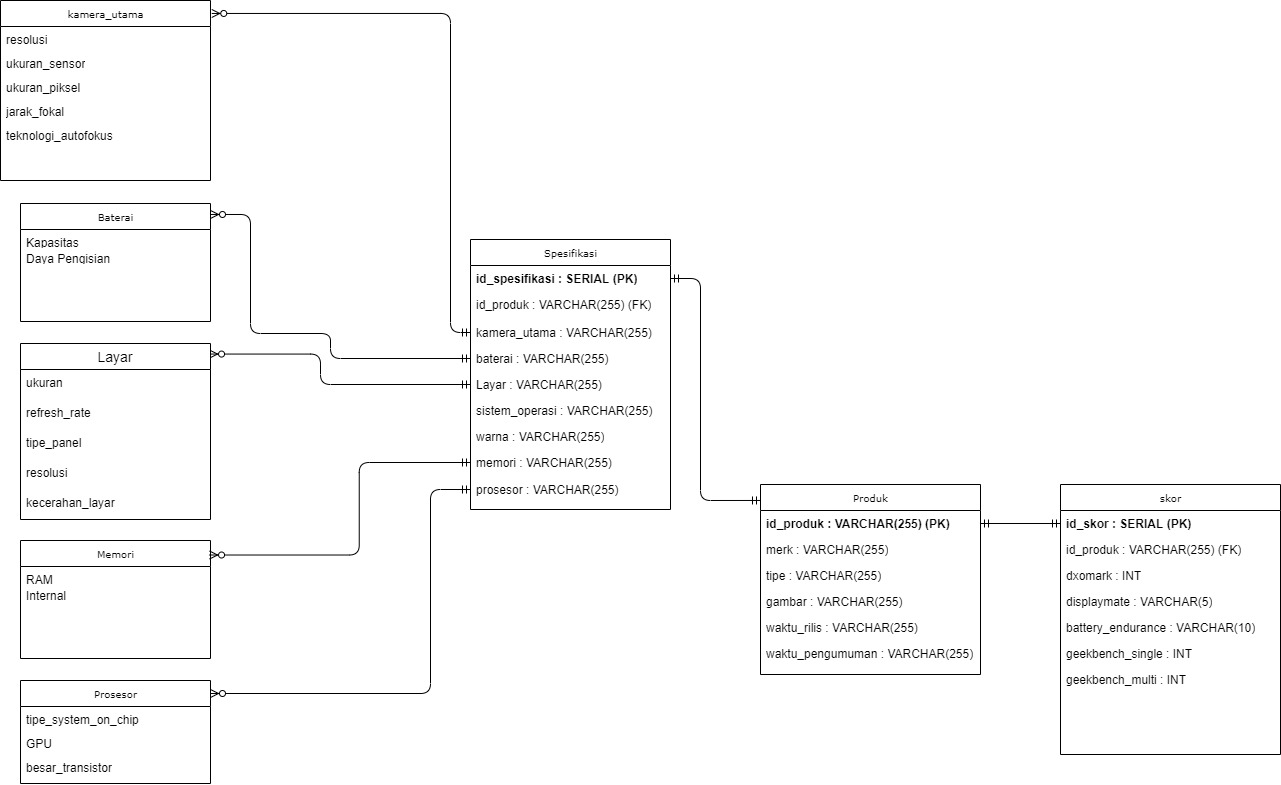 kamera_utama
resolusi
ukuran_sensor
ukuran_piksel
jarak_fokal
teknologi_autofokus
Baterai
Kapasitas
Daya Pengisian
Layar
ukuran
refresh_rate
tipe_panel
resolusi
kecerahan_layar
Memori
RAM
Internal
Prosesor
tipe_system_on_chip
GPU
besar_transistor
Spesifikasi
id_spesifikasi : SERIAL (PK)
id_produk : VARCHAR(255) (FK)
kamera_utama : VARCHAR(255)
baterai : VARCHAR(255)
Layar : VARCHAR(255)
sistem_operasi : VARCHAR(255)
warna : VARCHAR(255)
memori : VARCHAR(255)
prosesor : VARCHAR(255)
Produk
id_produk : VARCHAR(255) (PK)
merk : VARCHAR(255)
tipe : VARCHAR(255)
gambar : VARCHAR(255)
waktu_rilis : VARCHAR(255)
waktu_pengumuman : VARCHAR(255)
skor
id_skor : SERIAL (PK)
id_produk : VARCHAR(255) (FK)
dxomark : INT
displaymate : VARCHAR(5)
battery_endurance : VARCHAR(10)
geekbench_single : INT
geekbench_multi : INT